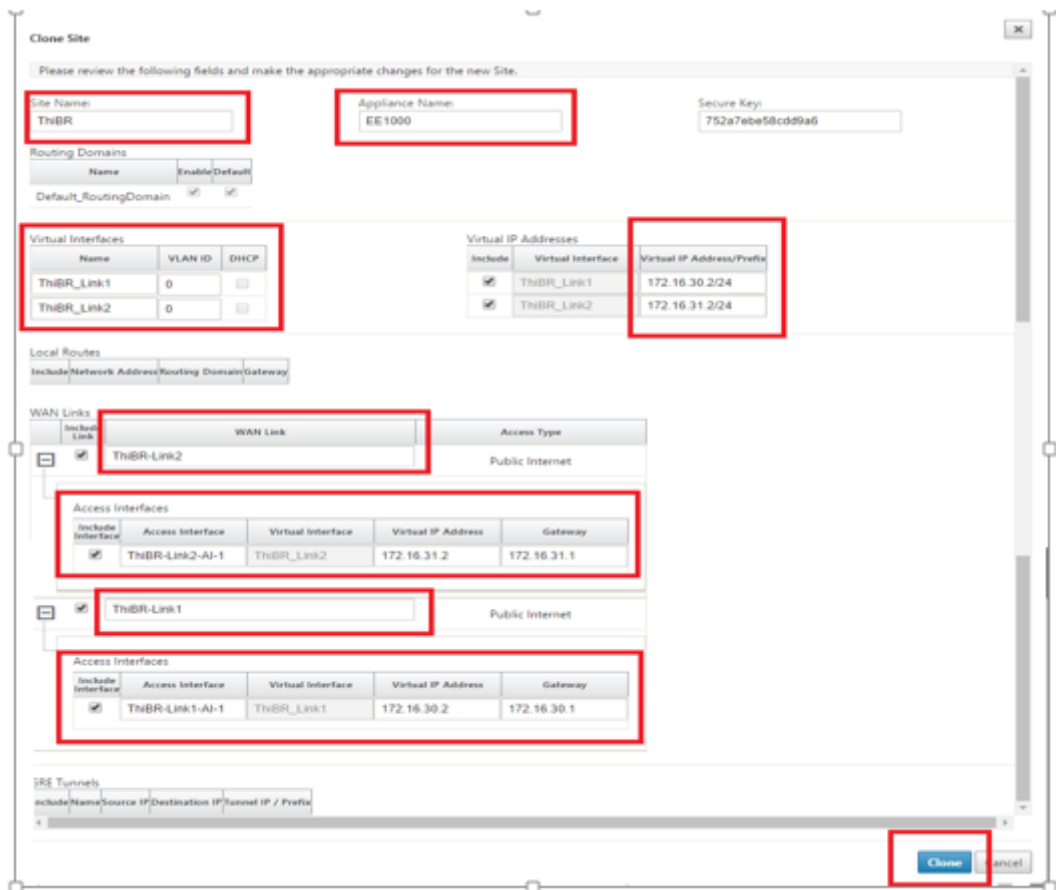 Clone Site
Please review the following fields and make the appropriate changes for the new Site.
Site Name: Appliance Name: Secure Key:
ThiBR EE1000 752a7ebe58cdd9a6
Routing Domains
Name Enable Default
Default_RoutingDomain
Virtual Interfaces Virtual IP Addresses
Name VLAN ID DHCP Include Virtual Interface Virtual IP Address/Prefix
ThiBR_Link1 0 ThiBR_Link1 172.16.30.2/24
ThiBR_Link2 0 ThiBR_Link2 172.16.31.2/24
Local Routes
Include Network Address Routing Domain Gateway
WAN Links
Include Link WAN Link Access Type
ThiBR-Link2 Public Internet
Access Interfaces
Include Interface Access Interface Virtual Interface Virtual IP Address Gateway
ThiBR-Link2-AI-1 ThiBR_Link2 172.16.31.2 172.16.31.1
ThiBR-Link1 Public Internet
Access Interfaces
Include Interface Access Interface Virtual Interface Virtual IP Address Gateway
ThiBR-Link1-AI-1 ThiBR_Link1 172.16.30.2 172.16.30.1
GRE Tunnels
Include Name Source IP Destination IP Tunnel IP / Prefix
Clone Cancel